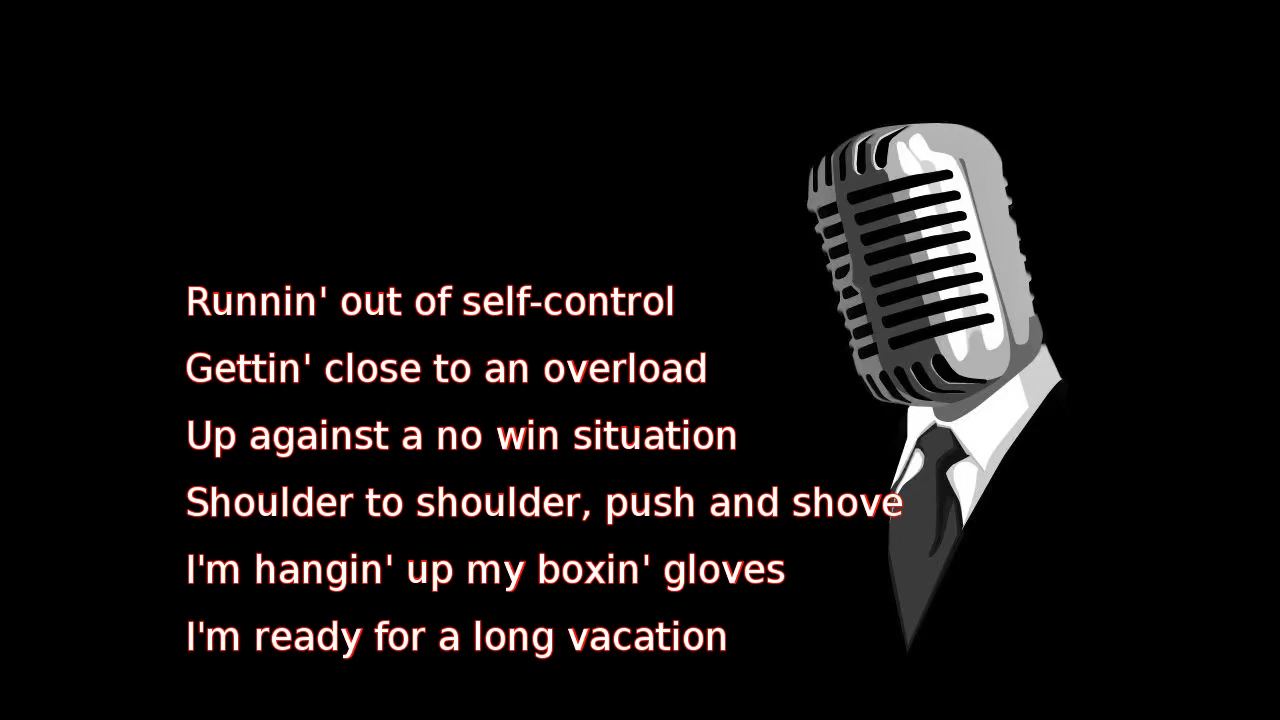 Runnin' out of self-control
Gettin' close to an overload
Up against a no win situation
Shoulder to shoulder, push and shove
I'm hangin' up my boxin' gloves
I'm ready for a long vacation